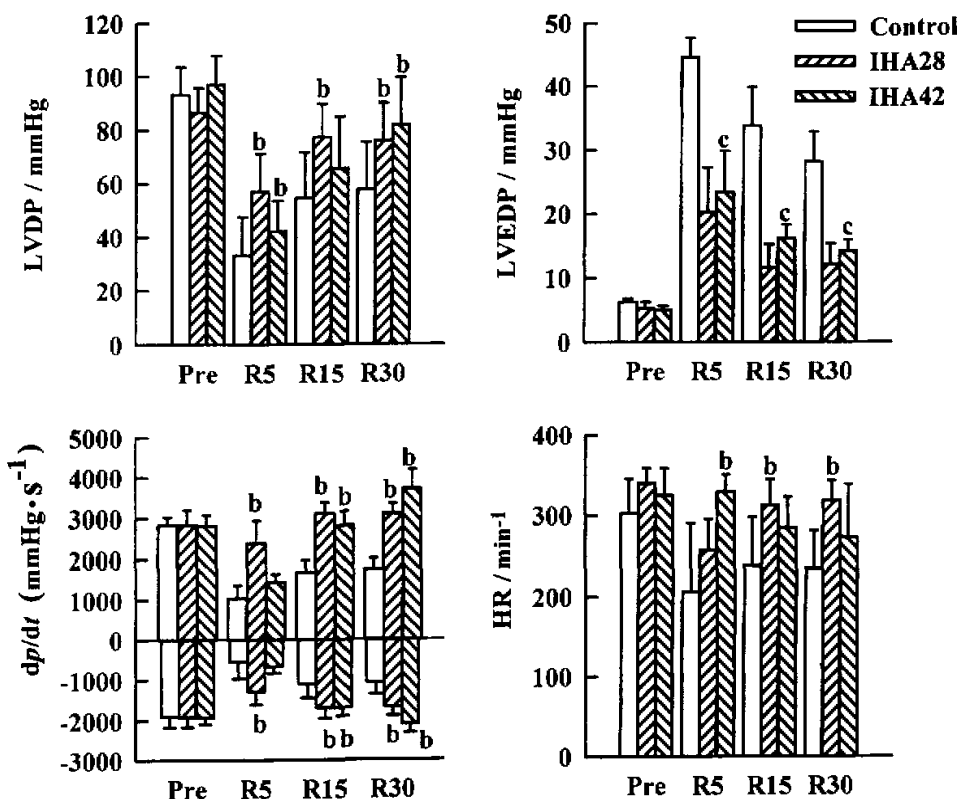 LVDP / mmHg
120
100
80
60
40
20
0
b
b
b
b
b
Pre R5 R15 R30
LVEDP / mmHg
50
40
30
20
10
0
c
c
c
Pre R5 R15 R30
Control
IHA28
IHA42
dp/dt (mmHg·s⁻¹
5000
4000
3000
2000
1000
0
-1000
-2000
-3000
b
b b
b b
b
b b
b b
Pre R5 R15 R30
HR / min⁻¹
400
300
200
100
0
b b b
Pre R5 R15 R30